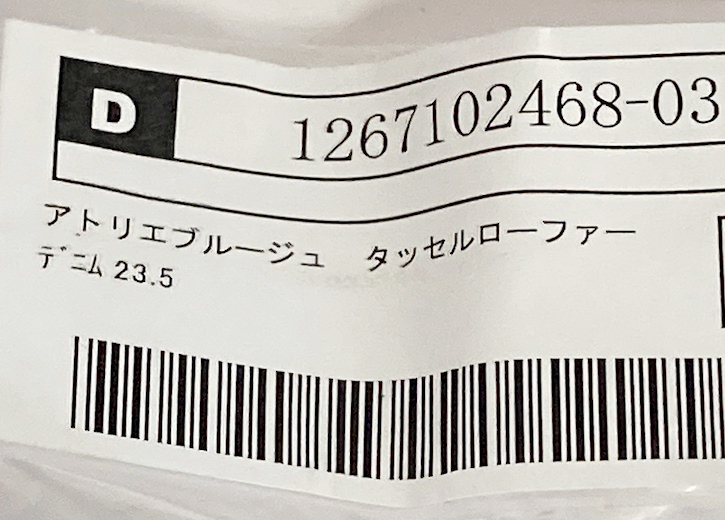 D 1267102468-03
アトリエブルージュ　タッセルローファー
ﾃﾞﾆﾑ 23.5